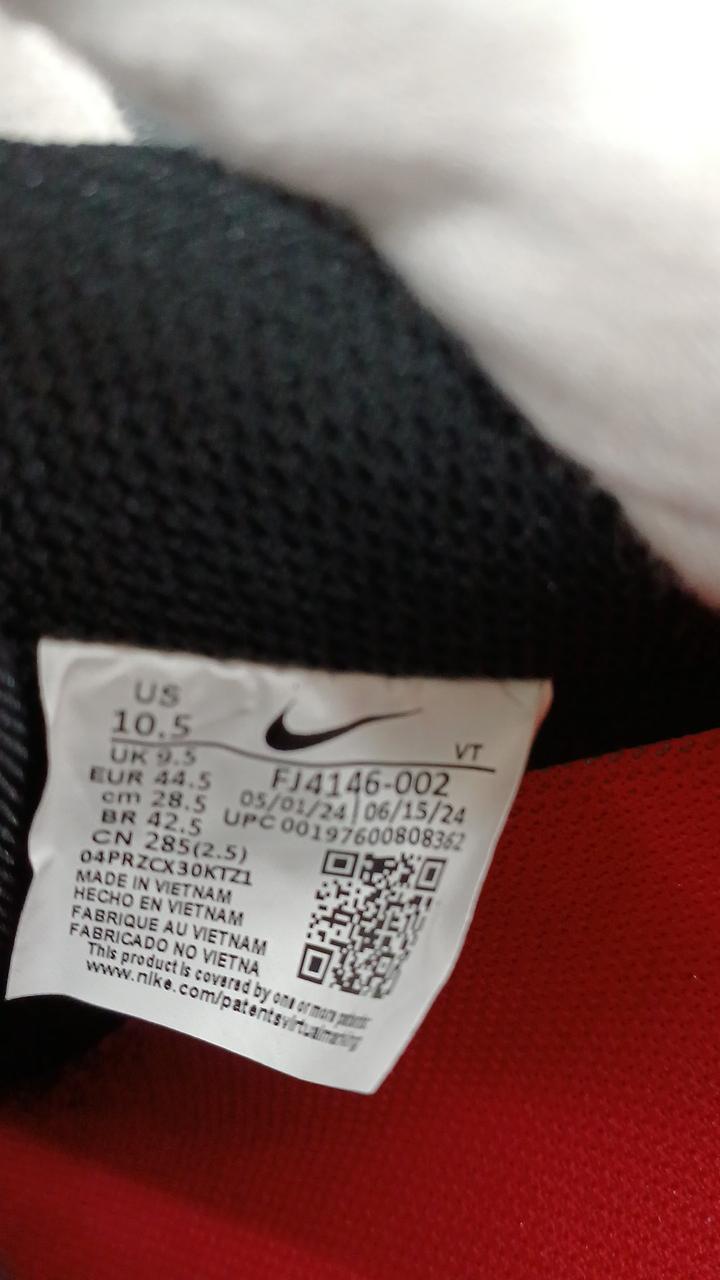 US
10.5
UK 9.5
EUR 44.5
cm 28.5
BR 42.5
CN 285(2.5)
04PRZCX30KTZ1
MADE IN VIETNAM
HECHO EN VIETNAM
FABRIQUE AU VIETNAM
FABRICADO NO VIETNA
This product is covered by one or more patents
www.nike.com/patentsvirtualmarking
VT
FJ4146-002
05/01/24 06/15/24
UPC 00197600808362